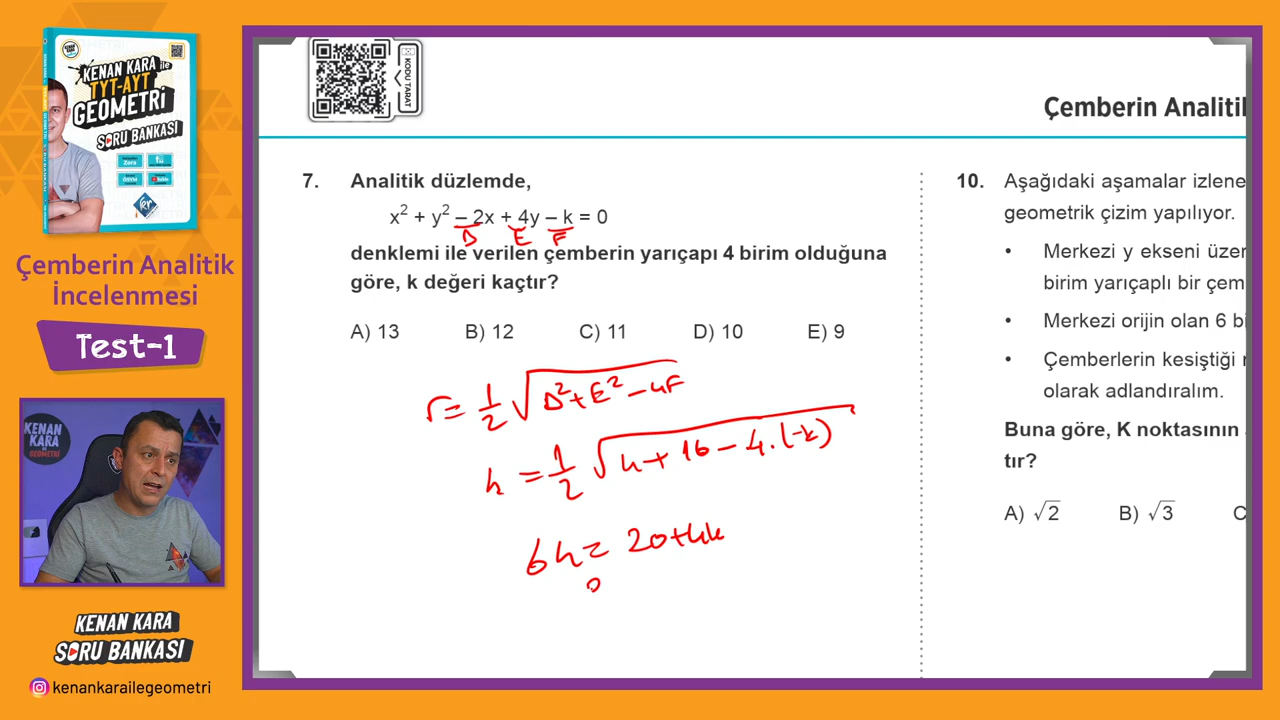 KENAN KARA ile
TYT-AYT
GEOMETRİ
SORU BANKASI
Çemberin Analitik
İncelenmesi
Test-1
KENAN KARA
SORU BANKASI
kenankarailegeometri
KODU TARAT
Çemberin Analitik
7. Analitik düzlemde,
x² + y² – 2x + 4y – k = 0
D E F
denklemi ile verilen çemberin yarıçapı 4 birim olduğuna
göre, k değeri kaçtır?
A) 13 B) 12 C) 11 D) 10 E) 9
r = 1/2 √(D² + E² – 4F)
4 = 1/2 √(4 + 16 – 4.(–k))
64 = 20+4k
10. Aşağıdaki aşamalar izlene
geometrik çizim yapılıyor.
• Merkezi y ekseni üzer
birim yarıçaplı bir çem
• Merkezi orijin olan 6 bi
• Çemberlerin kesiştiği
olarak adlandıralım.
Buna göre, K noktasının
tır?
A) √2 B) √3 C